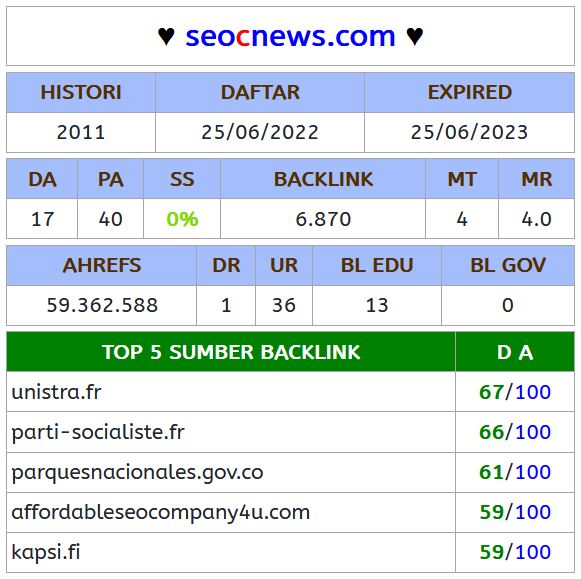 ♥ seocnews.com ♥
HISTORI DAFTAR EXPIRED
2011 25/06/2022 25/06/2023
DA PA SS BACKLINK MT MR
17 40 0% 6.870 4 4.0
AHREFS DR UR BL EDU BL GOV
59.362.588 1 36 13 0
TOP 5 SUMBER BACKLINK D A
unistra.fr 67/100
parti-socialiste.fr 66/100
parquesnacionales.gov.co 61/100
affordableseocompany4u.com 59/100
kapsi.fi 59/100